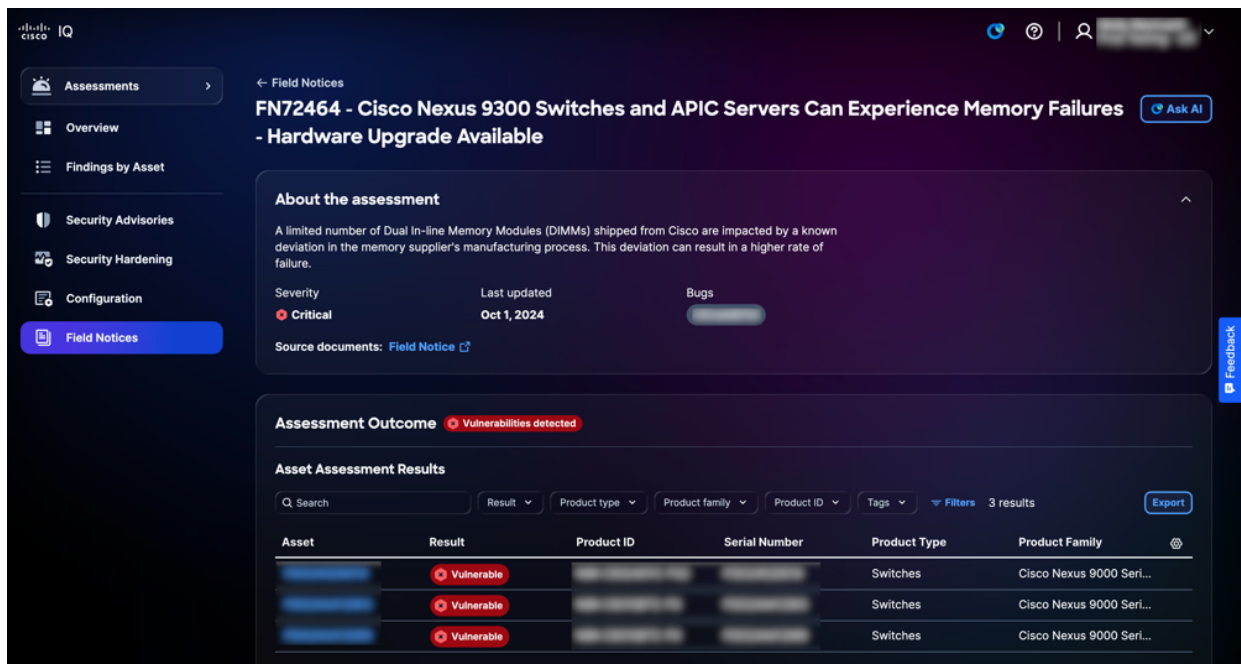 cisco IQ
Assessments
Overview
Findings by Asset
Security Advisories
Security Hardening
Configuration
Field Notices
← Field Notices
FN72464 - Cisco Nexus 9300 Switches and APIC Servers Can Experience Memory Failures
- Hardware Upgrade Available
Ask AI
About the assessment
A limited number of Dual In-line Memory Modules (DIMMs) shipped from Cisco are impacted by a known
deviation in the memory supplier's manufacturing process. This deviation can result in a higher rate of
failure.
Severity Last updated Bugs
Critical Oct 1, 2024
Source documents: Field Notice
Feedback
Assessment Outcome Vulnerabilities detected
Asset Assessment Results
Search Result Product type Product family Product ID Tags Filters 3 results Export
Asset Result Product ID Serial Number Product Type Product Family
Vulnerable Switches Cisco Nexus 9000 Seri...
Vulnerable Switches Cisco Nexus 9000 Seri...
Vulnerable Switches Cisco Nexus 9000 Seri...